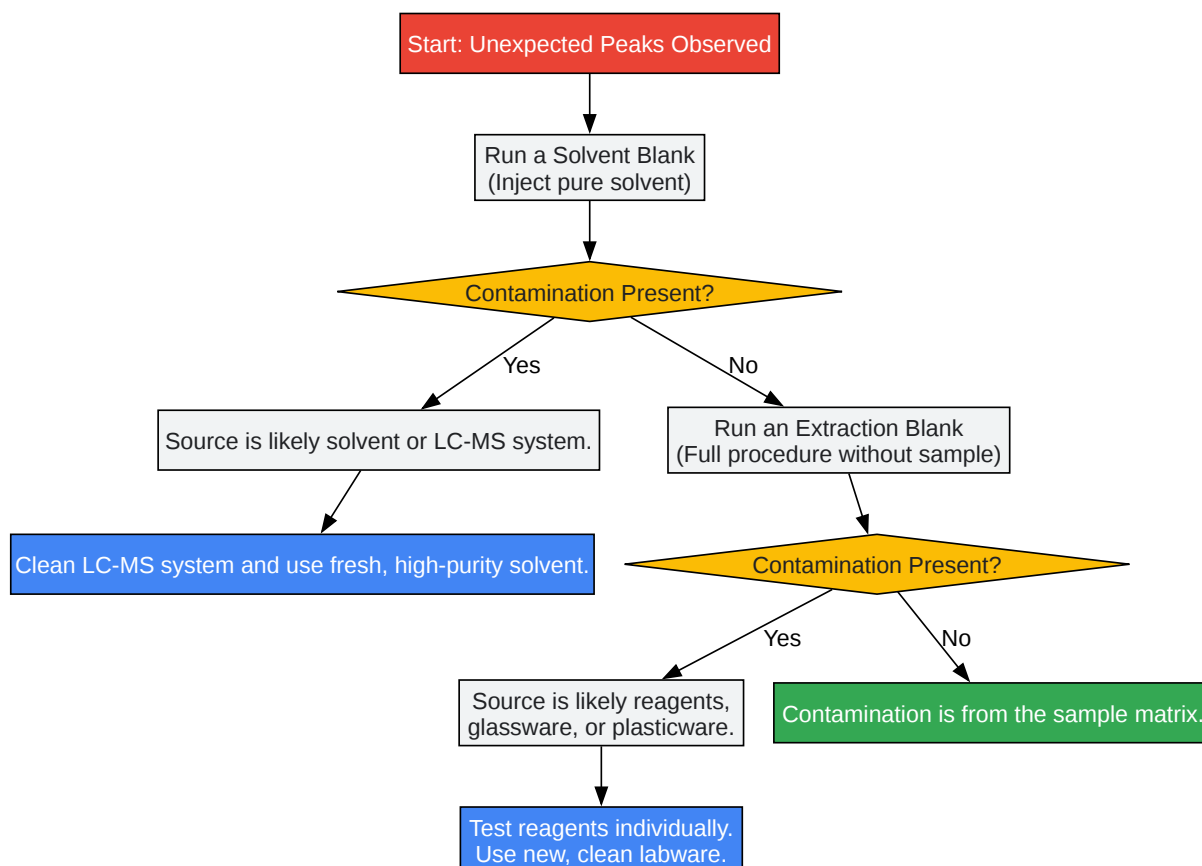 Start: Unexpected Peaks Observed
Run a Solvent Blank
(Inject pure solvent)
Contamination Present?
Yes
No
Source is likely solvent or LC-MS system.
Run an Extraction Blank
(Full procedure without sample)
Clean LC-MS system and use fresh, high-purity solvent.
Contamination Present?
Yes
No
Source is likely reagents,
glassware, or plasticware.
Contamination is from the sample matrix.
Test reagents individually.
Use new, clean labware.